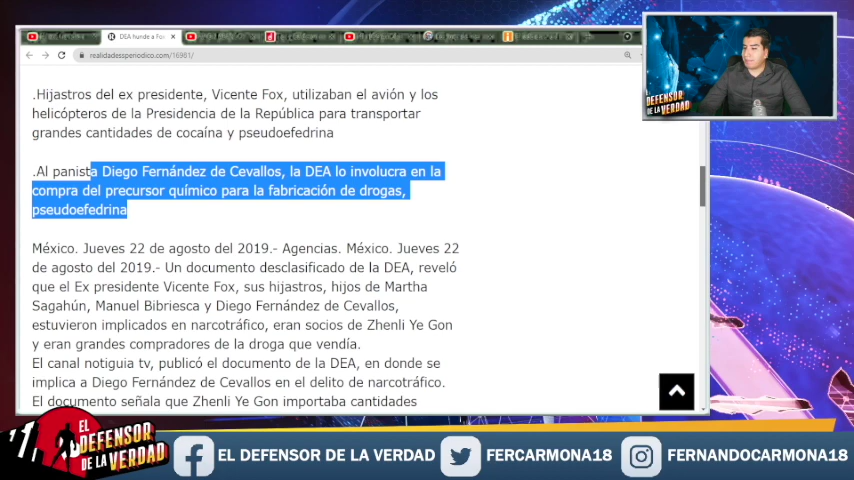 DEA hunde a Fo
realidadessperiodico.com/16981/
EL DEFENSOR
DE LA VERDAD
.Hijastros del ex presidente, Vicente Fox, utilizaban el avión y los
helicópteros de la Presidencia de la República para transportar
grandes cantidades de cocaína y pseudoefedrina
.Al panista Diego Fernández de Cevallos, la DEA lo involucra en la
compra del precursor químico para la fabricación de drogas,
pseudoefedrina
México. Jueves 22 de agosto del 2019.- Agencias. México. Jueves 22
de agosto del 2019.- Un documento desclasificado de la DEA, reveló
que el Ex presidente Vicente Fox, sus hijastros, hijos de Martha
Sagahún, Manuel Bibriesca y Diego Fernández de Cevallos,
estuvieron implicados en narcotráfico, eran socios de Zhenli Ye Gon
y eran grandes compradores de la droga que vendía.
El canal notiguia tv, publicó el documento de la DEA, en donde se
implica a Diego Fernández de Cevallos en el delito de narcotráfico.
El documento señala que Zhenli Ye Gon importaba cantidades
EL
DEFENSOR
DE LA VERDAD
EL DEFENSOR DE LA VERDAD
FERCARMONA18
FERNANDOCARMONA18